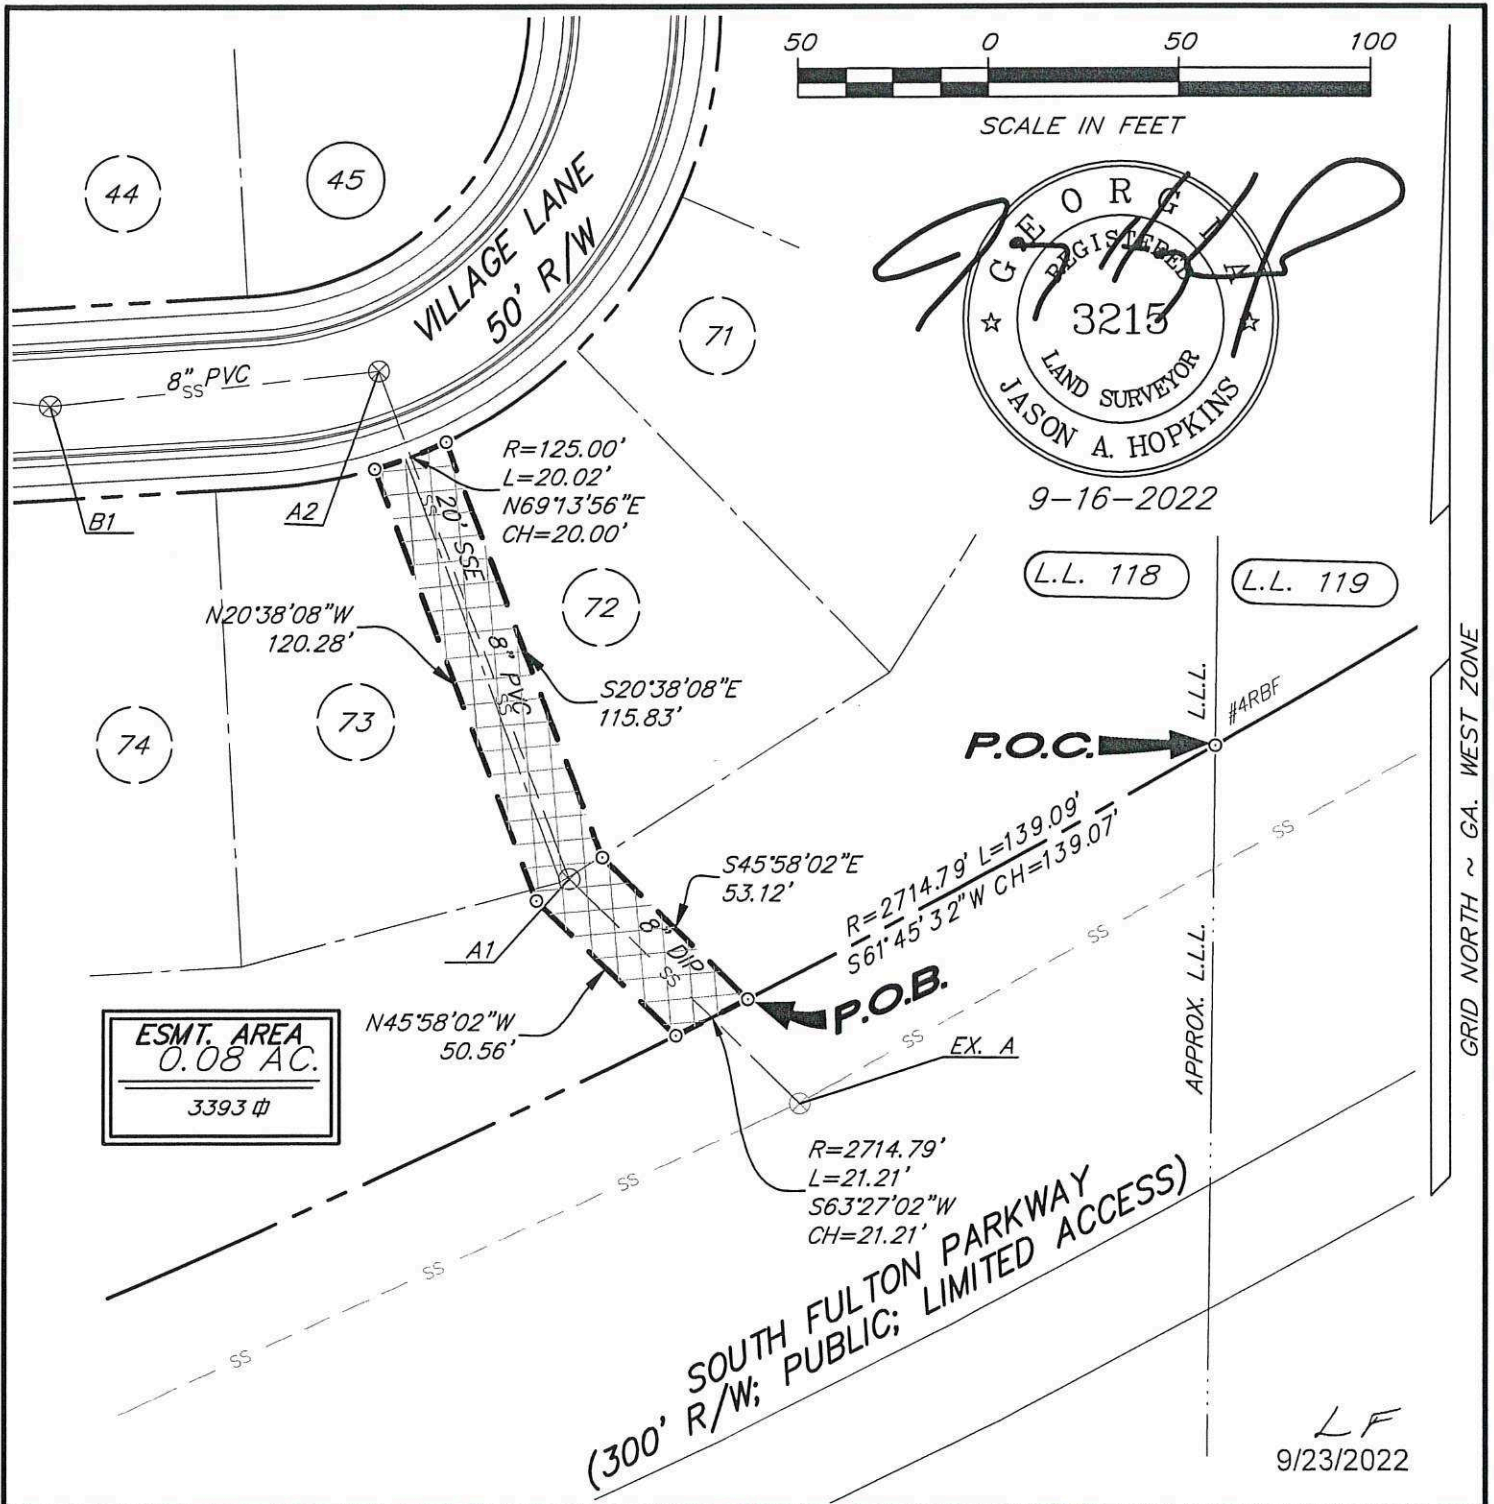 50 0 50 100
SCALE IN FEET
44
45
VILLAGE LANE
50' R/W
71
GEORGIA
REGISTERED
3215
LAND SURVEYOR
JASON A. HOPKINS
9-16-2022
8" PVC
SS
B1
A2
R=125.00'
L=20.02'
N69°13'56"E
CH=20.00'
20' SSE
SS
L.L. 118
L.L. 119
72
N20°38'08"W
120.28'
8" PVC
SS
S20°38'08"E
115.83'
73
74
L.L.L.
#4RBF
P.O.C.
GRID NORTH ~ GA. WEST ZONE
R=2714.79' L=139.09'
S61°45'32"W CH=139.07'
SS
S45°58'02"E
53.12'
8" DIP
SS
A1
SS
P.O.B.
SS
EX. A
APPROX. L.L.L.
N45°58'02"W
50.56'
ESMT. AREA
0.08 AC.
3393
R=2714.79'
L=21.21'
S63°27'02"W
CH=21.21'
SS
SS
SS
SOUTH FULTON PARKWAY
(300' R/W; PUBLIC; LIMITED ACCESS)
LF
9/23/2022